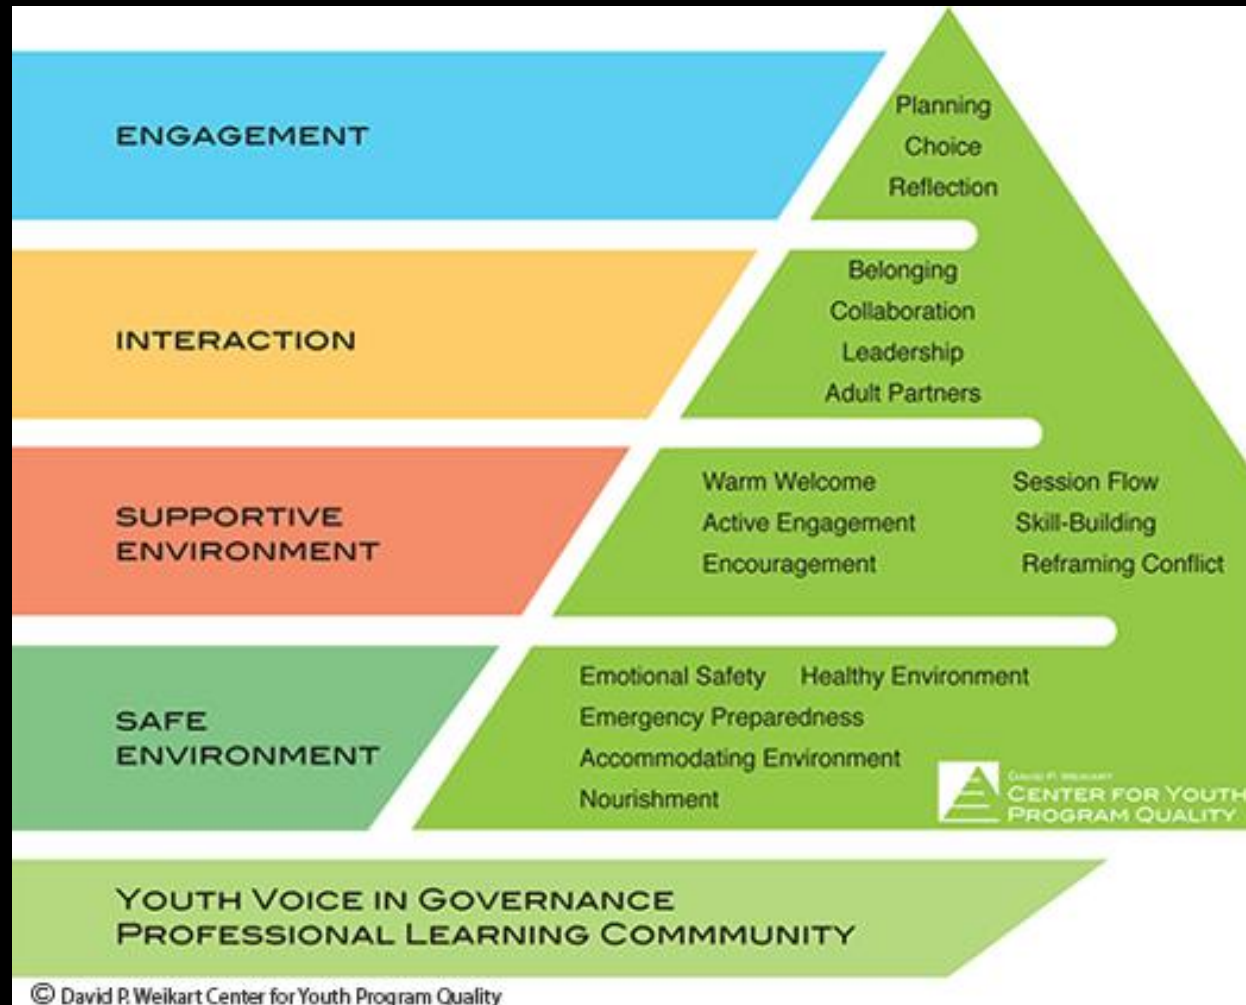 ENGAGEMENT
Planning
Choice
Reflection
INTERACTION
Belonging
Collaboration
Leadership
Adult Partners
SUPPORTIVE
ENVIRONMENT
Warm Welcome
Active Engagement
Encouragement
Session Flow
Skill-Building
Reframing Conflict
SAFE
ENVIRONMENT
Emotional Safety Healthy Environment
Emergency Preparedness
Accommodating Environment
Nourishment
DAVID P. WEIKART
CENTER FOR YOUTH
PROGRAM QUALITY
YOUTH VOICE IN GOVERNANCE
PROFESSIONAL LEARNING COMMMUNITY
© David P. Weikart Center for Youth Program Quality